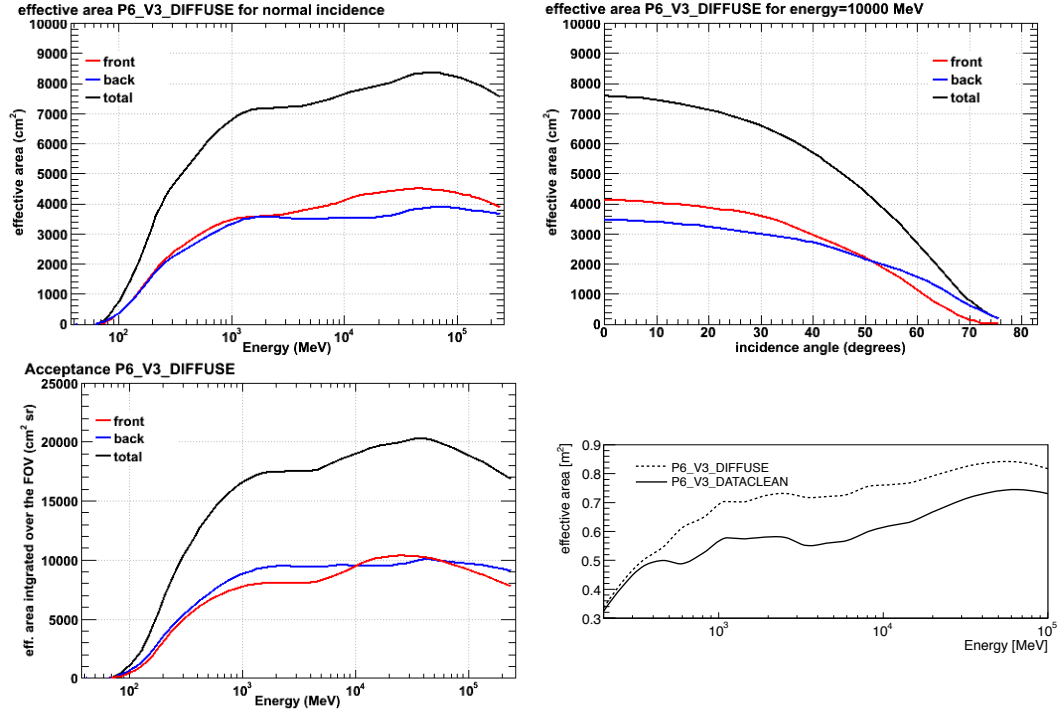 effective area P6_V3_DIFFUSE for normal incidence
effective area (cm²)
10000
9000
8000
7000
6000
5000
4000
3000
2000
1000
0
front
back
total
10²
10³
10⁴
10⁵
Energy (MeV)
effective area P6_V3_DIFFUSE for energy=10000 MeV
effective area (cm²)
10000
9000
8000
7000
6000
5000
4000
3000
2000
1000
0
front
back
total
0
10
20
30
40
50
60
70
80
incidence angle (degrees)
Acceptance P6_V3_DIFFUSE
eff. area intgrated over the FOV (cm² sr)
25000
20000
15000
10000
5000
0
front
back
total
10²
10³
10⁴
10⁵
Energy (MeV)
effective area [m²]
0.9
0.8
0.7
0.6
0.5
0.4
0.3
P6_V3_DIFFUSE
P6_V3_DATACLEAN
10³
10⁴
10⁵
Energy [MeV]